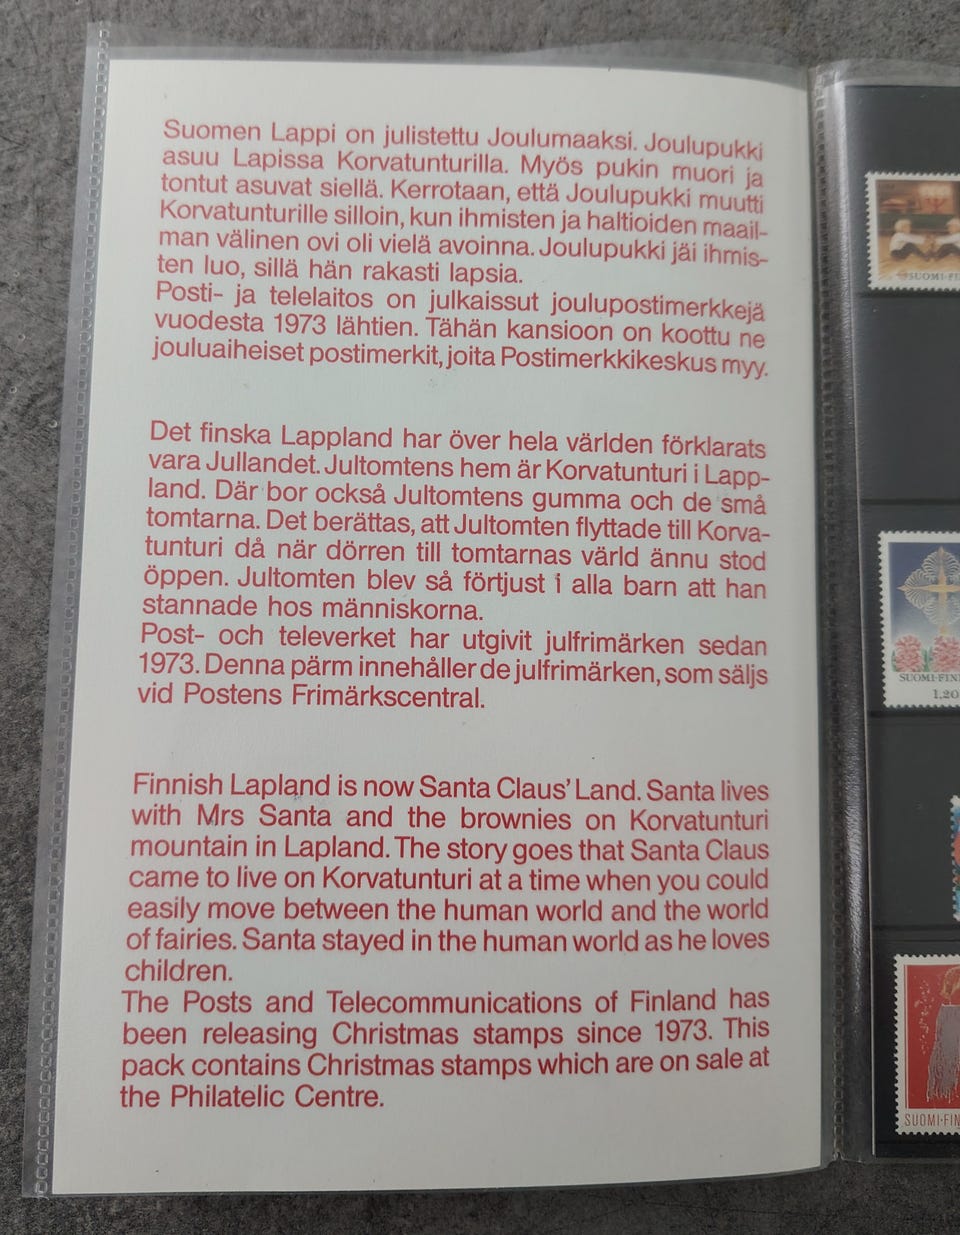 Suomen Lappi on julistettu Joulumaaksi. Joulupukki
asuu Lapissa Korvatunturilla. Myös pukin muori ja
tontut asuvat siellä. Kerrotaan, että Joulupukki muutti
Korvatunturille silloin, kun ihmisten ja haltioiden maail-
man välinen ovi oli vielä avoinna. Joulupukki jäi ihmis-
ten luo, sillä hän rakasti lapsia.
Posti- ja telelaitos on julkaissut joulupostimerkkejä
vuodesta 1973 lähtien. Tähän kansioon on koottu ne
jouluaiheiset postimerkit, joita Postimerkkikeskus myy.
Det finska Lappland har över hela världen förklarats
vara Jullandet. Jultomtens hem är Korvatunturi i Lapp-
land. Där bor också Jultomtens gumma och de små
tomtarna. Det berättas, att Jultomten flyttade till Korva-
tunturi då när dörren till tomtarnas värld ännu stod
öppen. Jultomten blev så förtjust i alla barn att han
stannade hos människorna.
Post- och televerket har utgivit julfrimärken sedan
1973. Denna pärm innehåller de julfrimärken, som säljs
vid Postens Frimärkscentral.
Finnish Lapland is now Santa Claus' Land. Santa lives
with Mrs Santa and the brownies on Korvatunturi
mountain in Lapland. The story goes that Santa Claus
came to live on Korvatunturi at a time when you could
easily move between the human world and the world
of fairies. Santa stayed in the human world as he loves
children.
The Posts and Telecommunications of Finland has
been releasing Christmas stamps since 1973. This
pack contains Christmas stamps which are on sale at
the Philatelic Centre.
SUOMI-FI
SUOMI-FIN
1,20
SUOMI-FIN